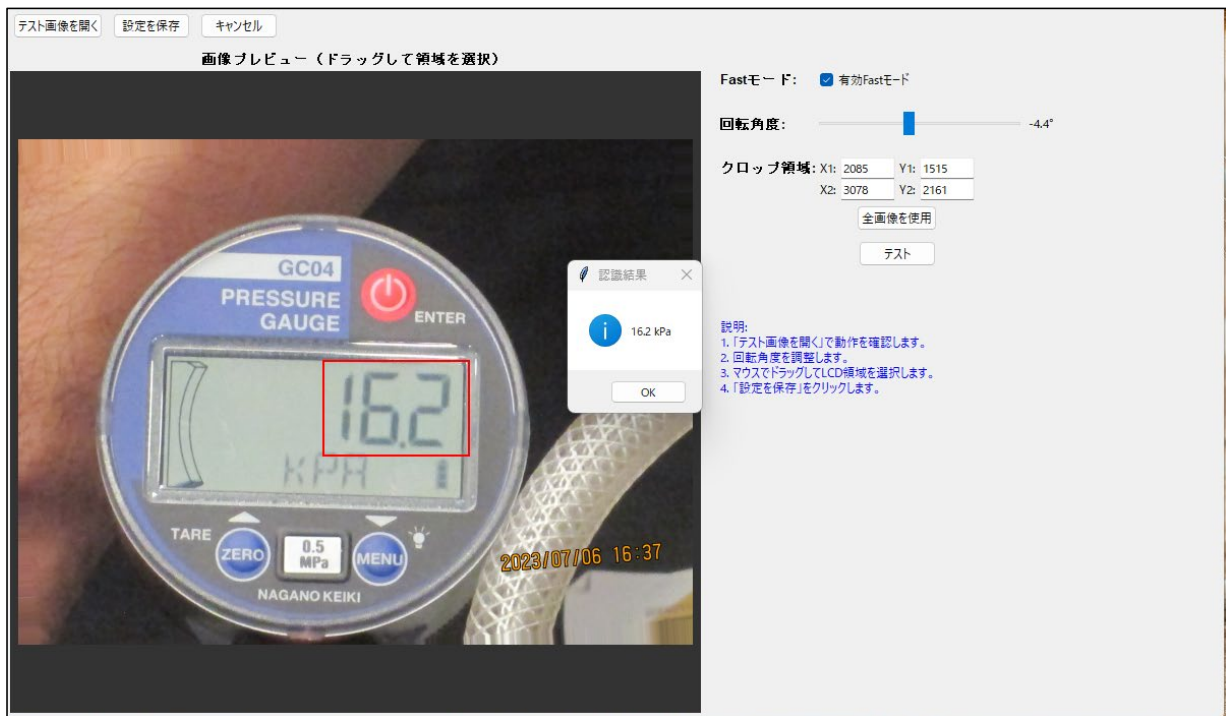 テスト画像を開く 設定を保存 キャンセル
画像プレビュー（ドラッグして領域を選択）
Fastモード: 有効Fastモード
回転角度: -4.4°
クロップ領域: X1: 2085 Y1: 1515
X2: 3078 Y2: 2161
全画像を使用
テスト
説明:
1. 「テスト画像を開く」で動作を確認します。
2. 回転角度を調整します。
3. マウスでドラッグしてLCD領域を選択します。
4. 「設定を保存」をクリックします。
認識結果
16.2 kPa
OK
GC04
PRESSURE
GAUGE
ENTER
16.2
KPA
TARE
ZERO
0.5
MPa
MENU
NAGANO KEIKI
2023/07/06 16:37